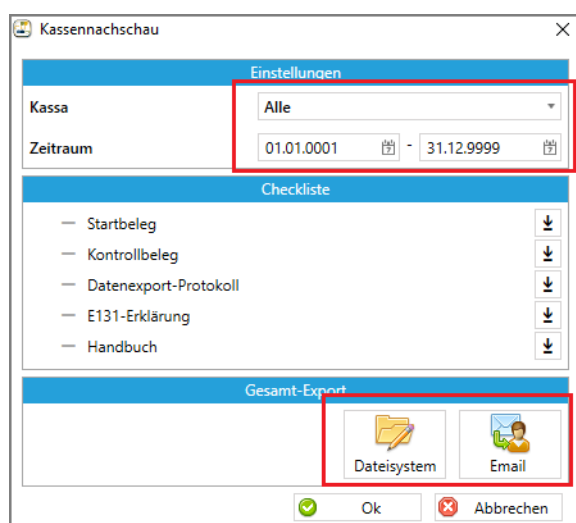 Kassennachschau
Einstellungen
Kassa Alle
Zeitraum 01.01.0001 - 31.12.9999
Checkliste
Startbeleg
Kontrollbeleg
Datenexport-Protokoll
E131-Erklärung
Handbuch
Gesamt-Export
Dateisystem Email
Ok Abbrechen